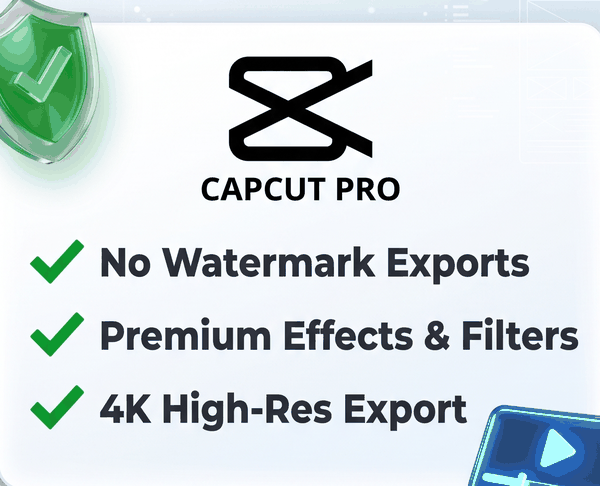 CAPCUT PRO
No Watermark Exports
Premium Effects & Filters
4K High-Res Export